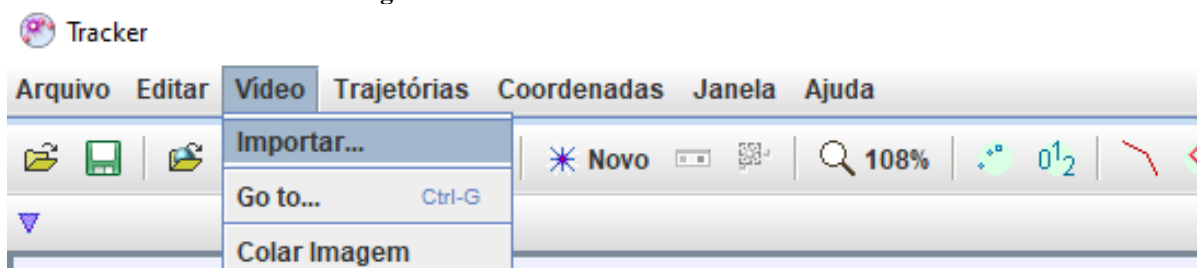 Tracker
Arquivo Editar Vídeo Trajetórias Coordenadas Janela Ajuda
Importar...
Novo 108%
Go to... Ctrl-G
Colar Imagem